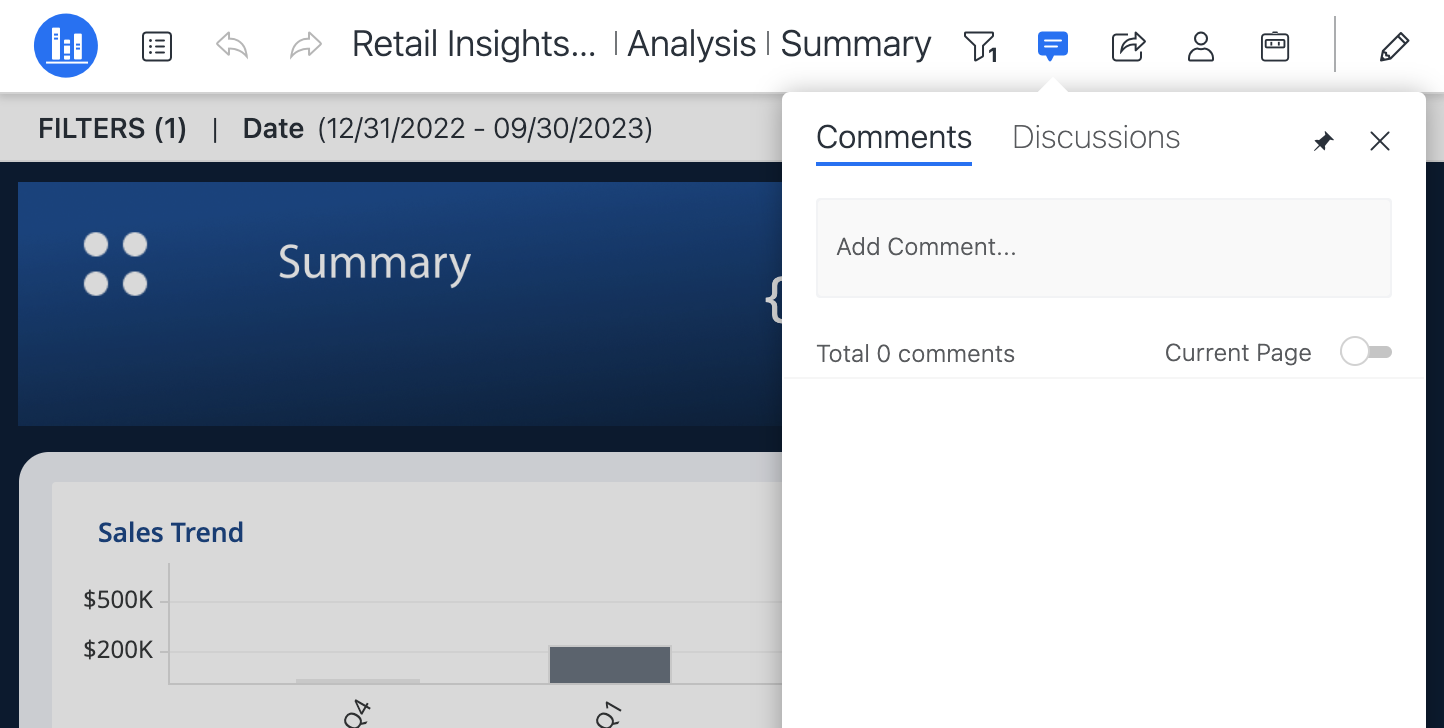 Retail Insights... | Analysis | Summary 1
FILTERS (1) | Date (12/31/2022 - 09/30/2023)
Comments Discussions
Add Comment...
Total 0 comments Current Page
Summary
{
Sales Trend
$500K
$200K
Q4 Q1